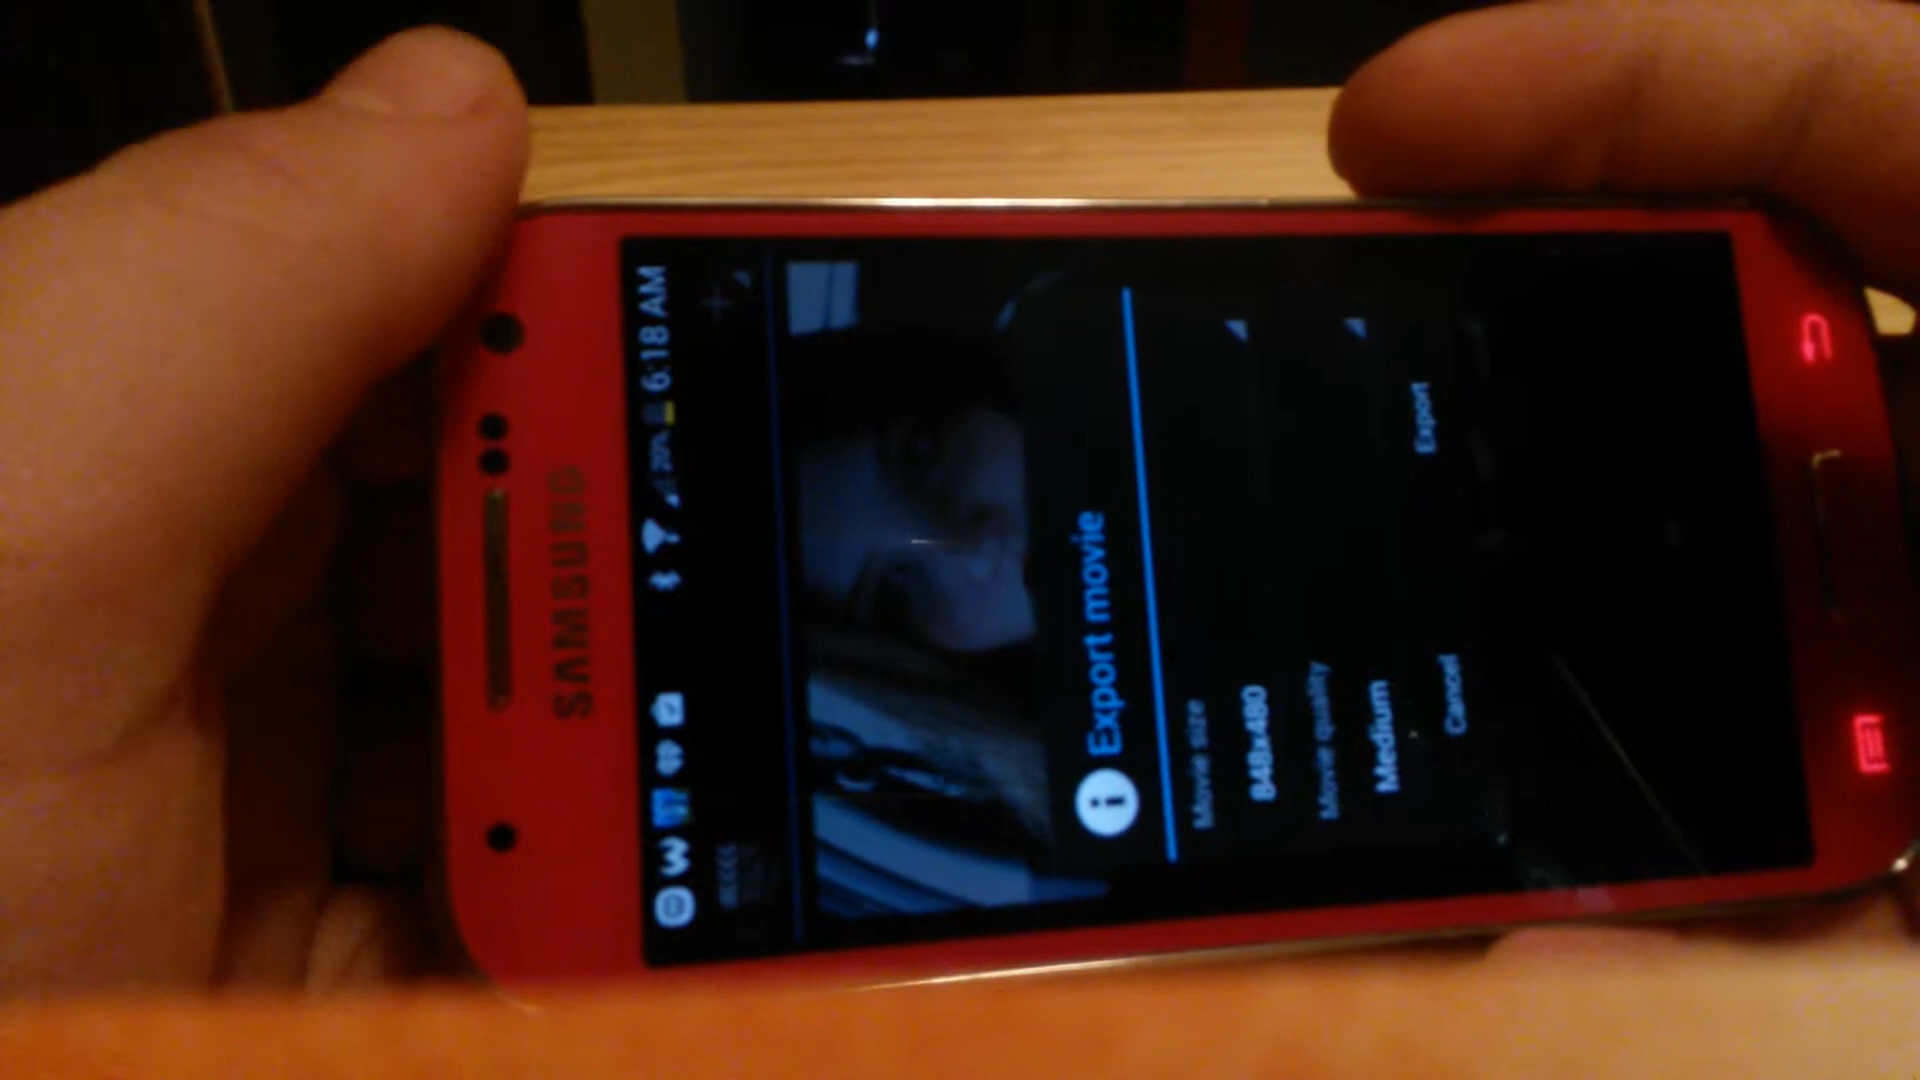 SAMSUNG
20% 6:18 AM
Export movie
Movie size
848x480
Movie quality
Medium
Cancel Export